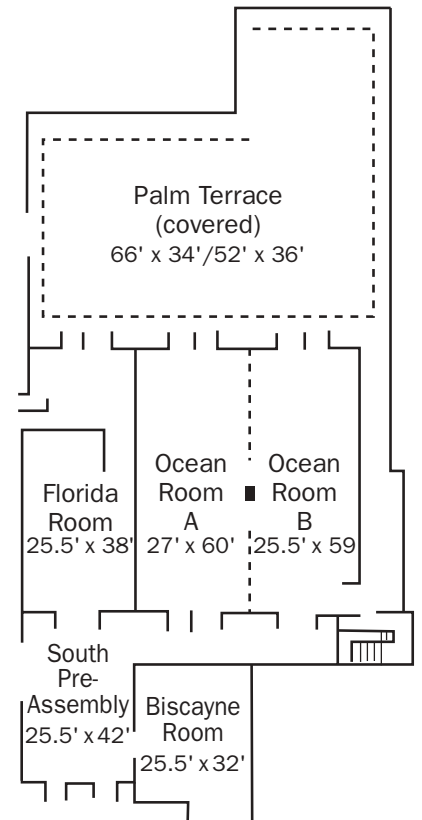 Palm Terrace
(covered)
66' x 34'/52' x 36'
Ocean
Room
A
27' x 60'
Ocean
Room
B
25.5' x 59
Florida
Room
25.5' x 38'
South
Pre-
Assembly
25.5' x 42'
Biscayne
Room
25.5' x 32'